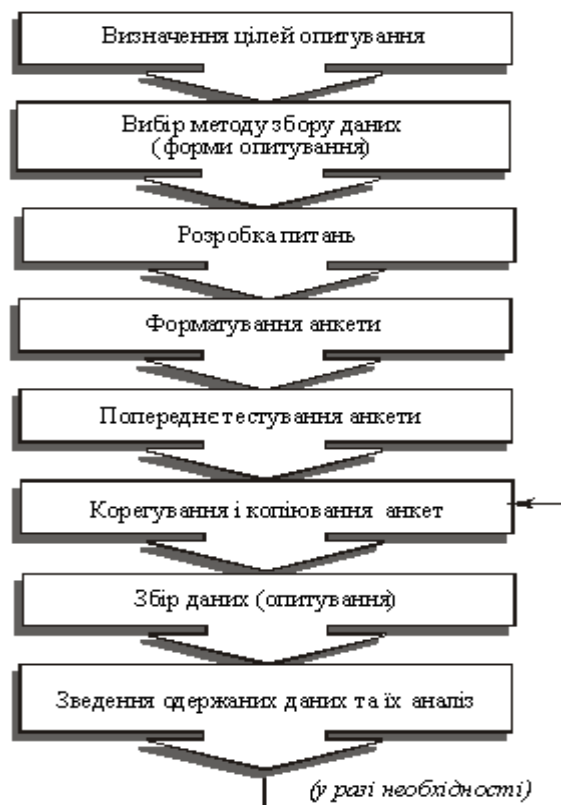 Визначення цілей опитування
Вибір методу збору даних
(форми опитування)
Розробка питань
Форматування анкети
Попереднє тестування анкети
Корегування і копіювання анкет
Збір даних (опитування)
Зведення одержаних даних та їх аналіз
(у разі необхідності)